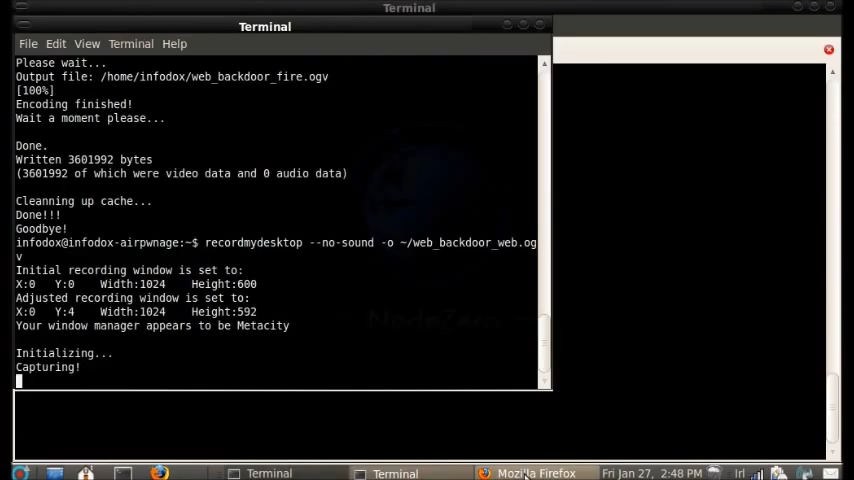 Terminal
Terminal
File Edit View Terminal Help
Please wait...
Output file: /home/infodox/web_backdoor_fire.ogv
[100%]
Encoding finished!
Wait a moment please...
Done.
Written 3601992 bytes
(3601992 of which were video data and 0 audio data)
Cleanning up cache...
Done!!!
Goodbye!
infodox@infodox-airpwnage:~$ recordmydesktop --no-sound -o ~/web_backdoor_web.og
v
Initial recording window is set to:
X:0 Y:0 Width:1024 Height:600
Adjusted recording window is set to:
X:0 Y:4 Width:1024 Height:592
Your window manager appears to be Metacity
Initializing...
Capturing!
NodeZero
Terminal Terminal Mozilla Firefox Fri Jan 27, 2:48 PM Irl